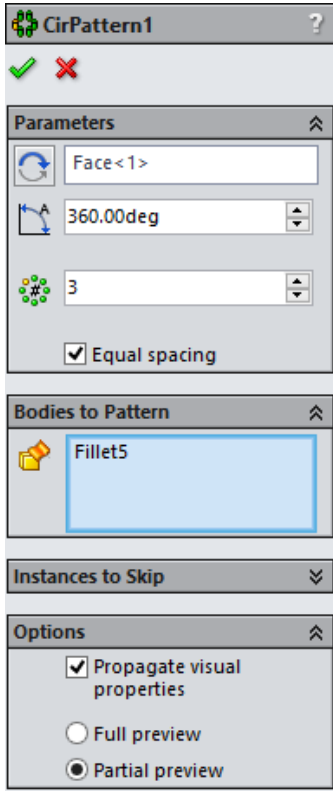 CirPattern1 ?
Parameters
Face<1>
A
360.00deg
#
3
Equal spacing
Bodies to Pattern
Fillet5
Instances to Skip
Options
Propagate visual
properties
Full preview
Partial preview